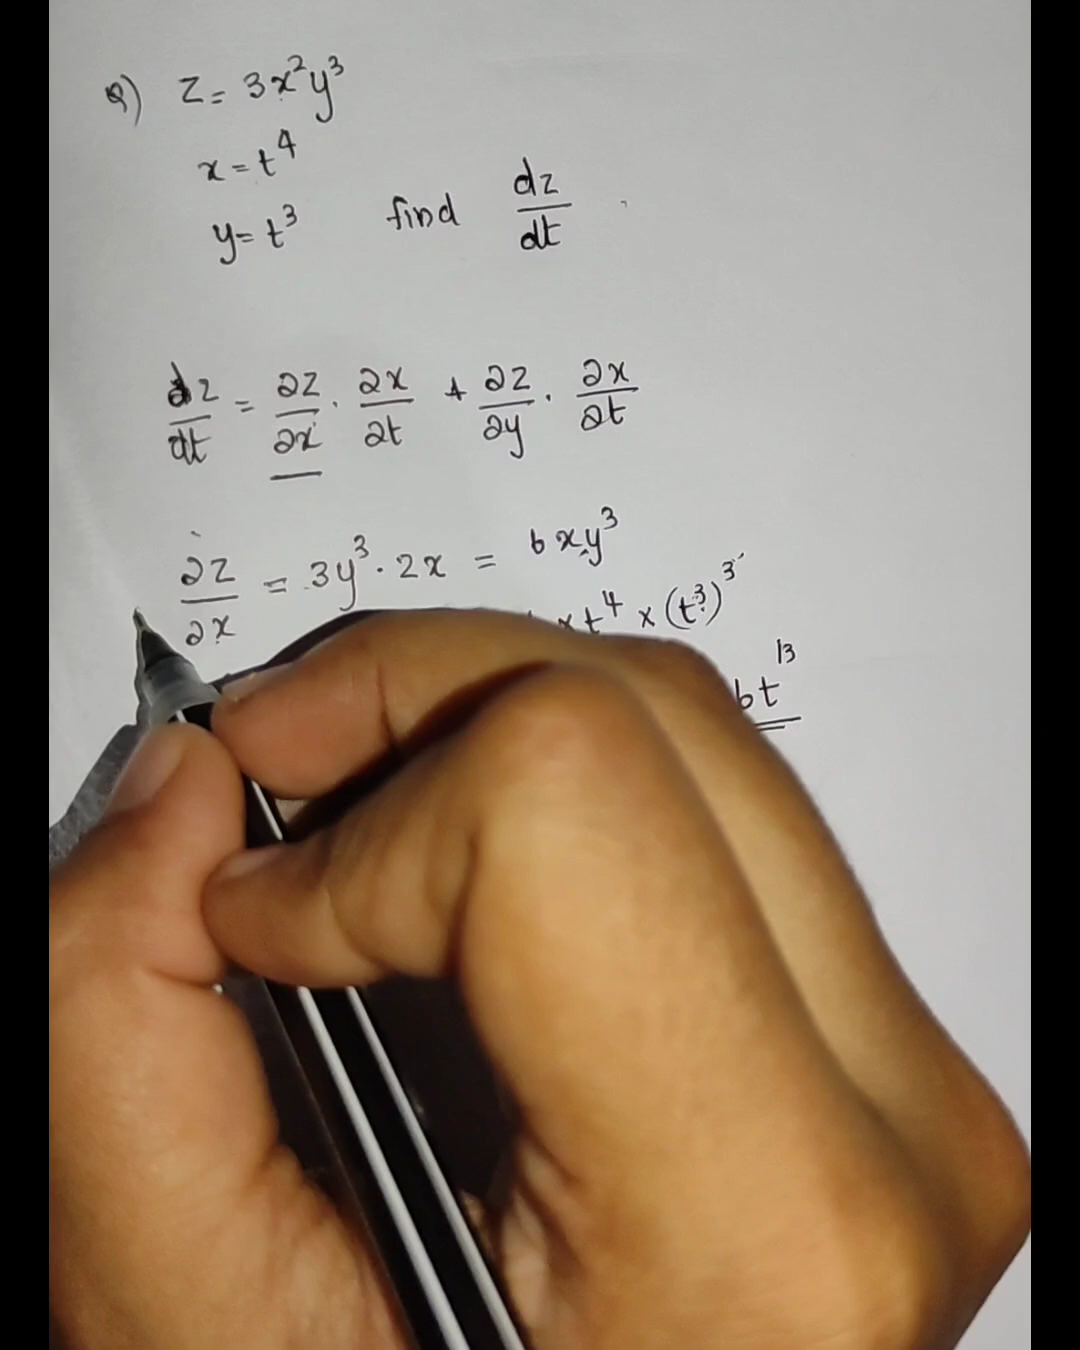 Q) z = 3x²y³
x = t⁴
y = t³ find dz/dt
dz/dt = ∂z/∂x · ∂x/∂t + ∂z/∂y · ∂x/∂t
∂z/∂x = 3y³ · 2x = 6xy³
× t⁴ × (t³)³
6t¹³